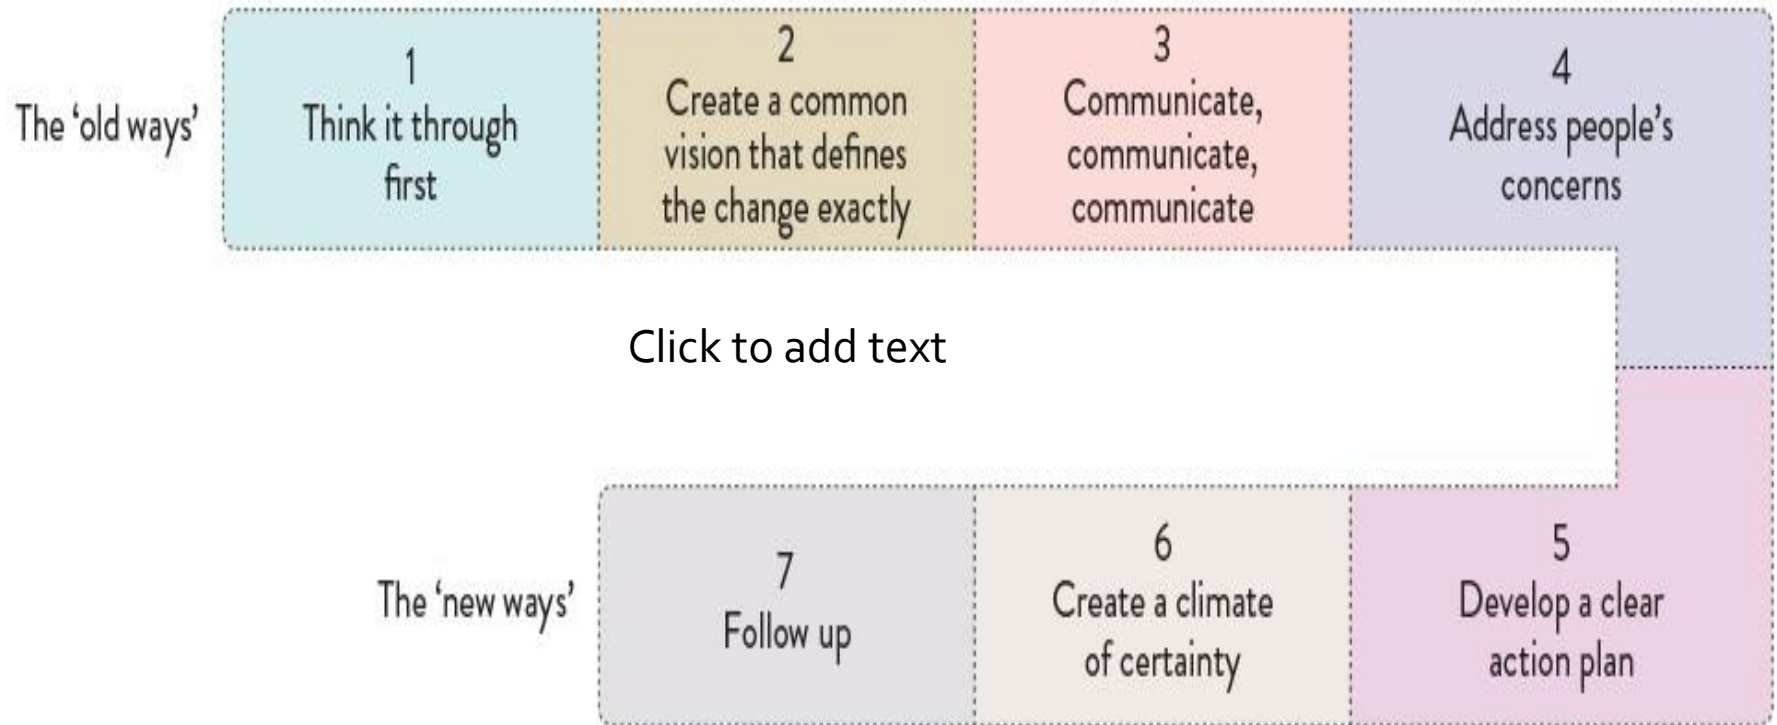 The ‘old ways’
1
Think it through
first
2
Create a common
vision that defines
the change exactly
3
Communicate,
communicate,
communicate
4
Address people’s
concerns
Click to add text
The ‘new ways’
7
Follow up
6
Create a climate
of certainty
5
Develop a clear
action plan